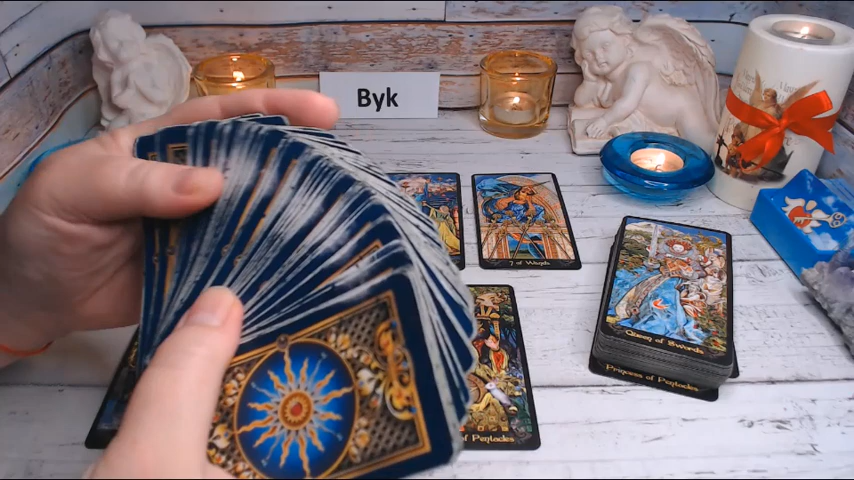 Byk
7 of Wands
Queen of Swords
Princess of Pentacles
of Pentacles